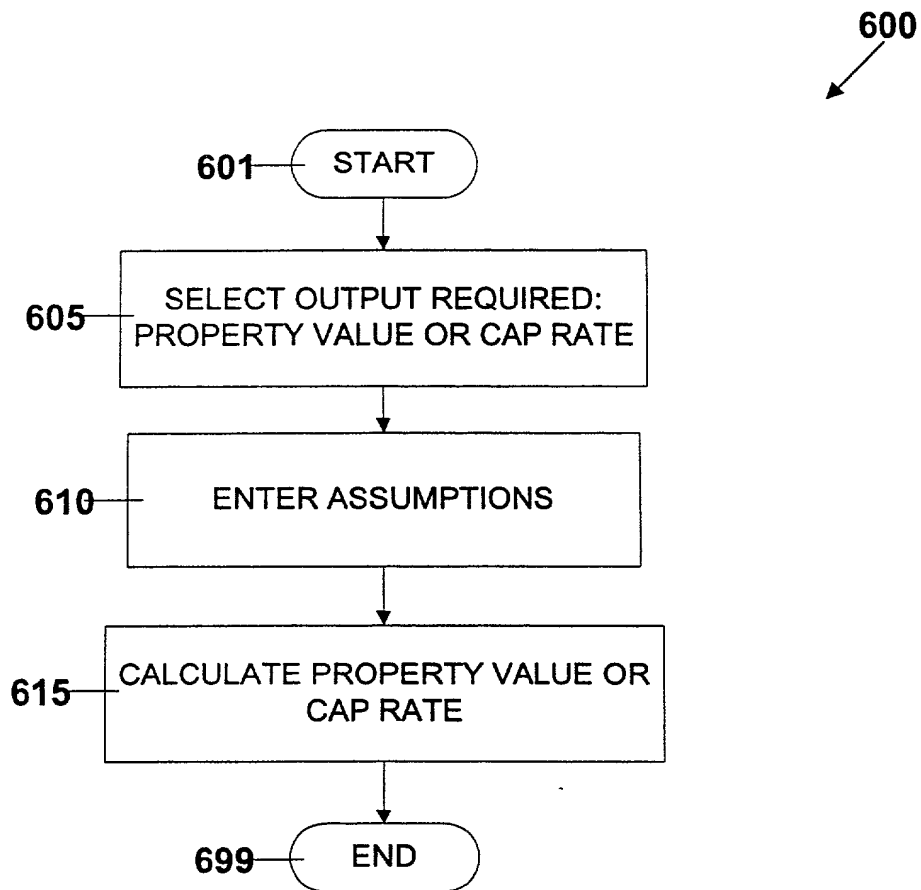 600
601
START
605
SELECT OUTPUT REQUIRED:
PROPERTY VALUE OR CAP RATE
610
ENTER ASSUMPTIONS
615
CALCULATE PROPERTY VALUE OR
CAP RATE
699
END